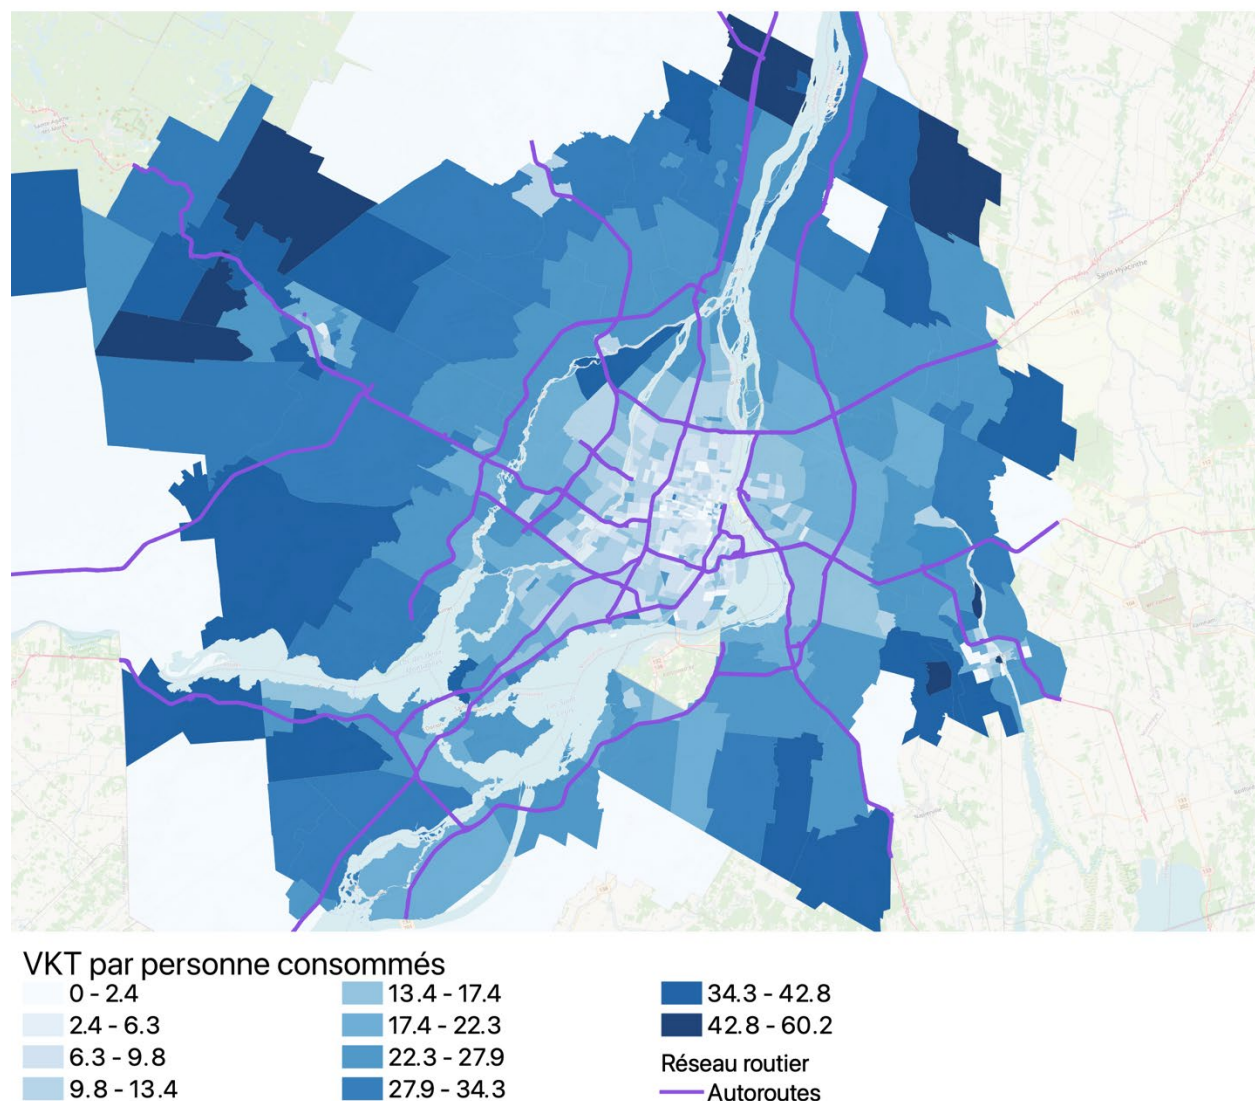 Saint-Hyacinthe
VKT par personne consommés
0 - 2.4
2.4 - 6.3
6.3 - 9.8
9.8 - 13.4
13.4 - 17.4
17.4 - 22.3
22.3 - 27.9
27.9 - 34.3
34.3 - 42.8
42.8 - 60.2
Réseau routier
Autoroutes